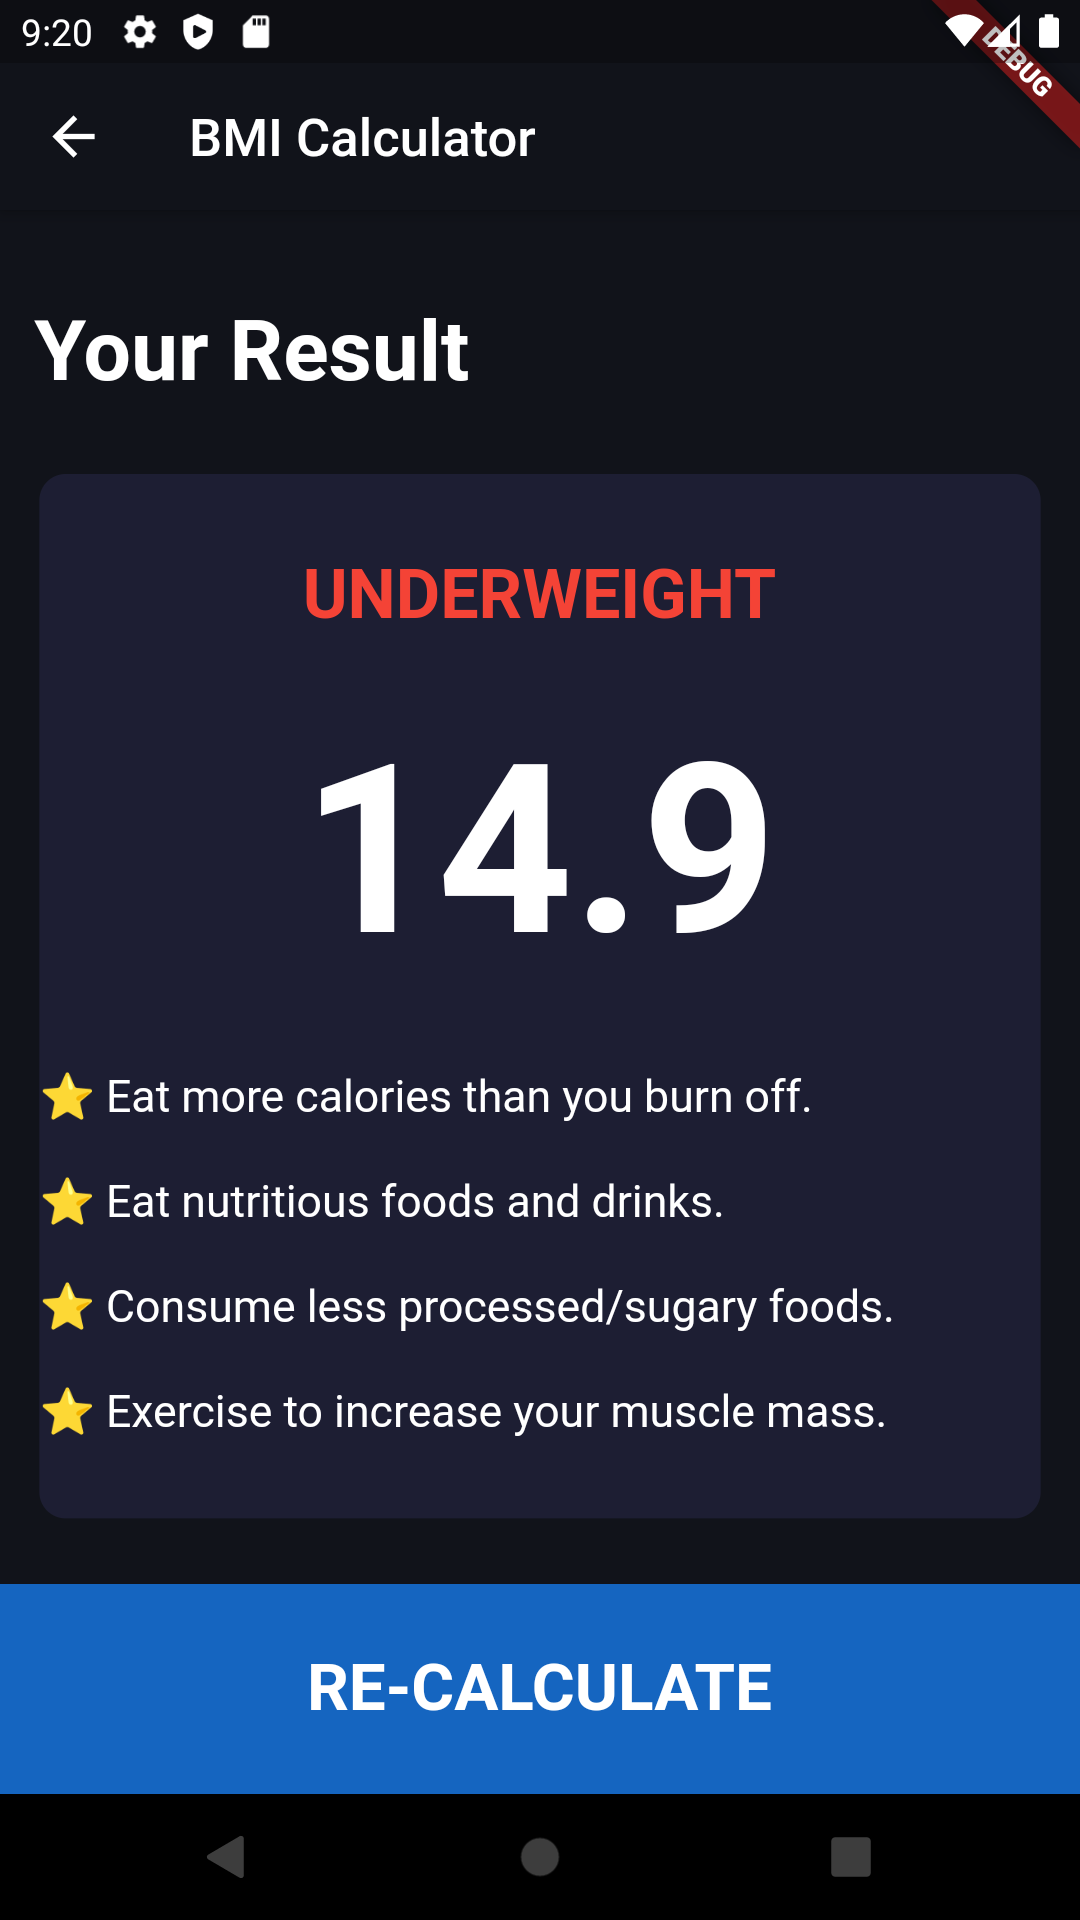 9:20
DEBUG
BMI Calculator
Your Result
UNDERWEIGHT
14.9
⭐ Eat more calories than you burn off.
⭐ Eat nutritious foods and drinks.
⭐ Consume less processed/sugary foods.
⭐ Exercise to increase your muscle mass.
RE-CALCULATE